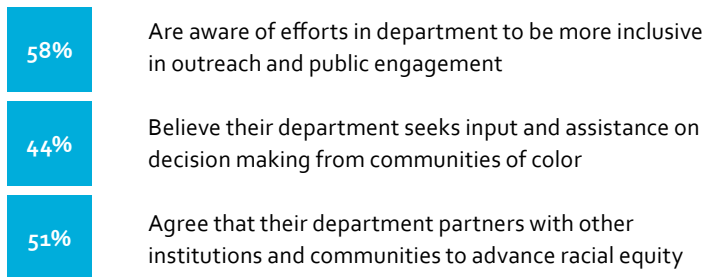 58%
Are aware of efforts in department to be more inclusive
in outreach and public engagement
44%
Believe their department seeks input and assistance on
decision making from communities of color
51%
Agree that their department partners with other
institutions and communities to advance racial equity